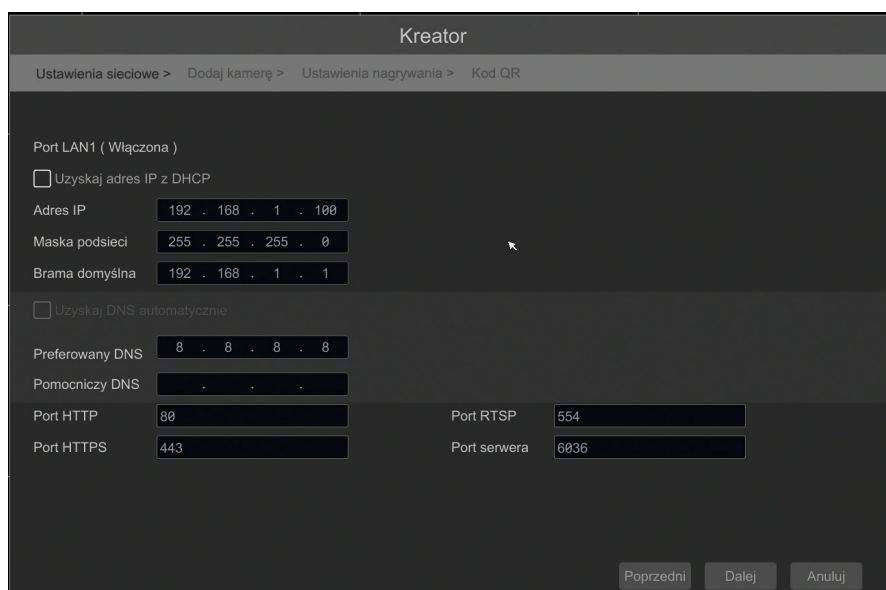 Kreator
Ustawienia sieciowe > Dodaj kamerę > Ustawienia nagrywania > Kod QR
Port LAN1 ( Włączona )
Uzyskaj adres IP z DHCP
Adres IP 192 . 168 . 1 . 100
Maska podsieci 255 . 255 . 255 . 0
Brama domyślna 192 . 168 . 1 . 1
Uzyskaj DNS automatycznie
Preferowany DNS 8 . 8 . 8 . 8
Pomocniczy DNS . . .
Port HTTP 80 Port RTSP 554
Port HTTPS 443 Port serwera 6036
Poprzedni Dalej Anuluj